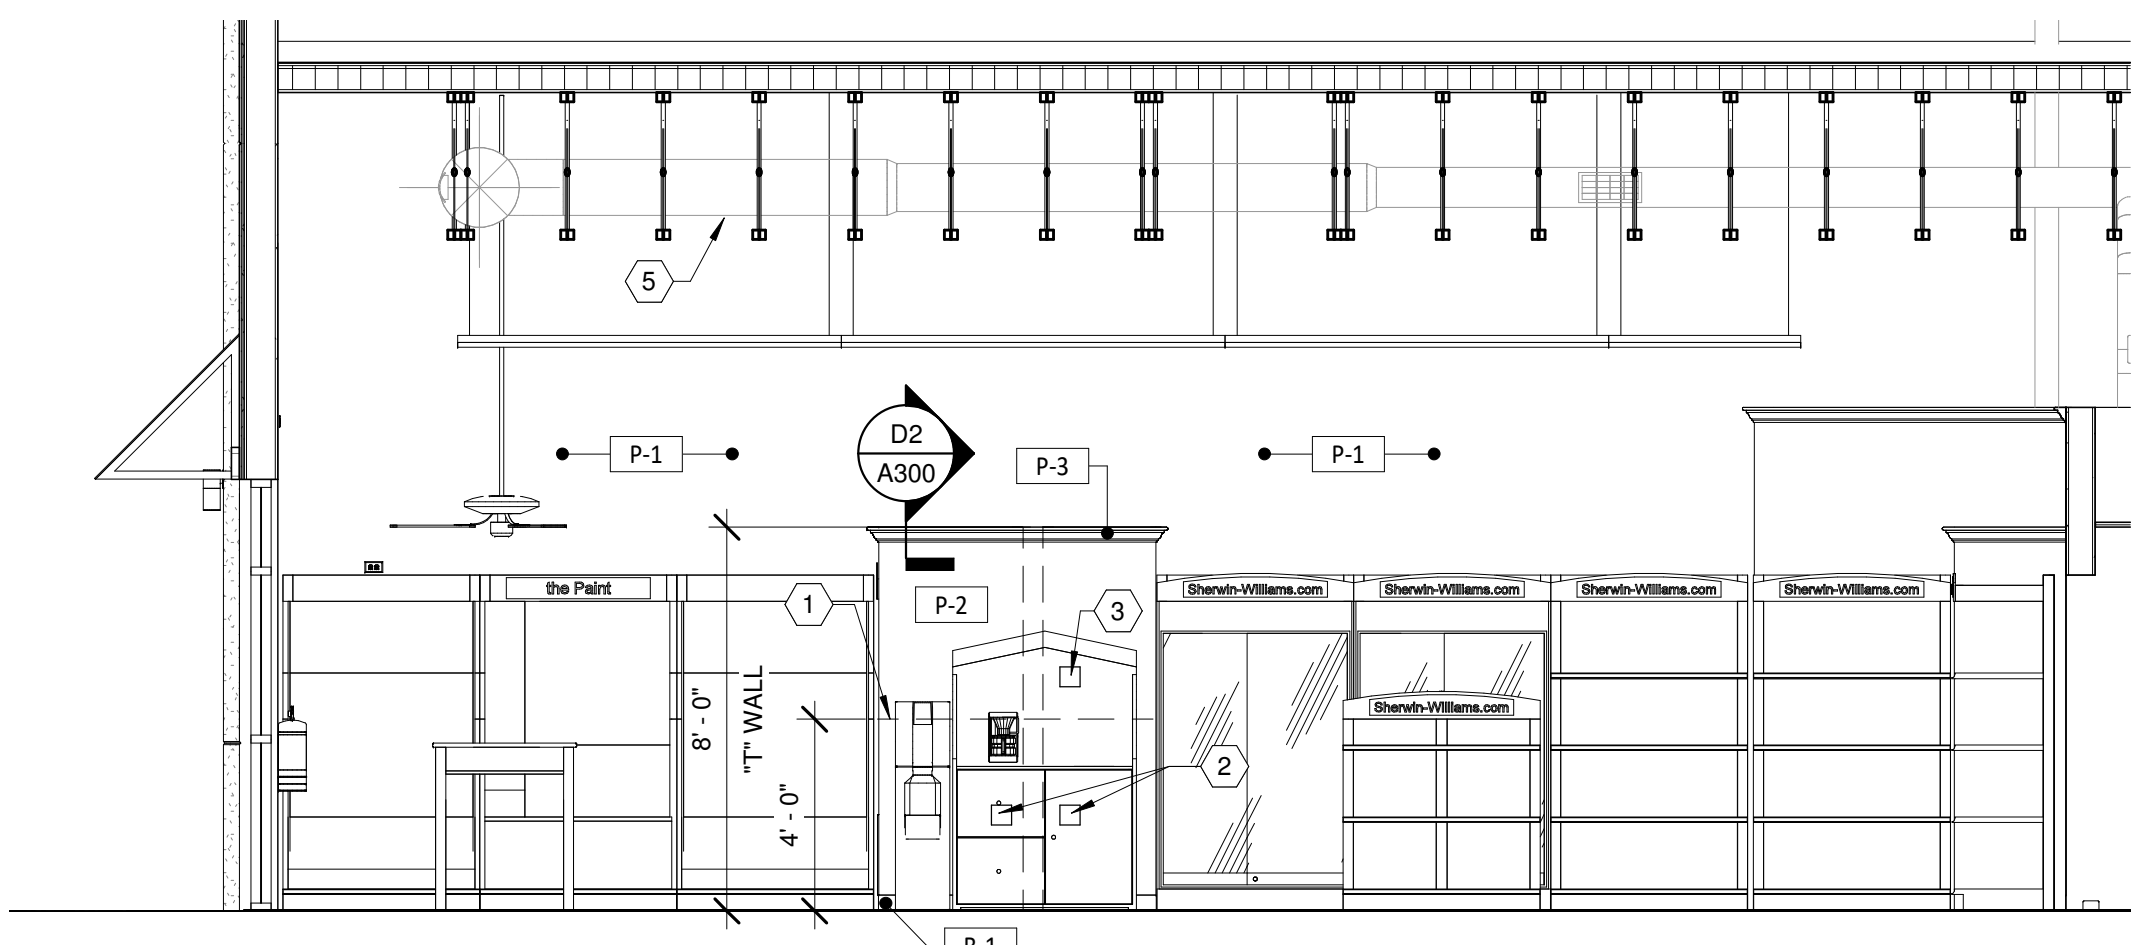 5
P-1
D2
A300
P-3
P-1
the Paint
1
P-2
3
Sherwin-Williams.com
Sherwin-Williams.com
Sherwin-Williams.com
Sherwin-Williams.com
8' - 0"
"T" WALL
4' - 0"
Sherwin-Williams.com
2
P-1